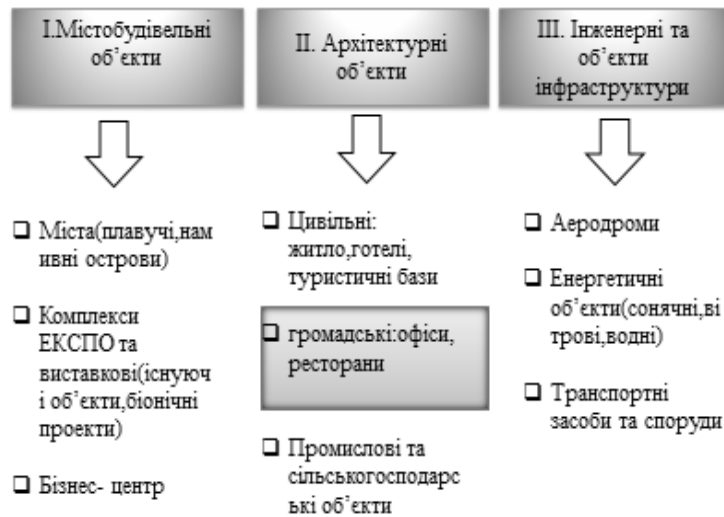 І.Містобудівельні
об’єкти
❑ Міста(плавучі,нам
ивні острови)
❑ Комплекси
ЕКСПО та
виставкові(існуюч
і об’єкти,біонічні
проекти)
❑ Бізнес- центр
ІІ. Архітектурні
об’єкти
❑ Цивільні:
житло,готелі,
туристичні бази
❑ громадські:офіси,
ресторани
❑ Промислові та
сільськогосподарс
ькі об’єкти
ІІІ. Інженерні та
об’єкти
інфраструктури
❑ Аеродроми
❑ Енергетичні
об’єкти(сонячні,ві
трові,водні)
❑ Транспортні
засоби та споруди